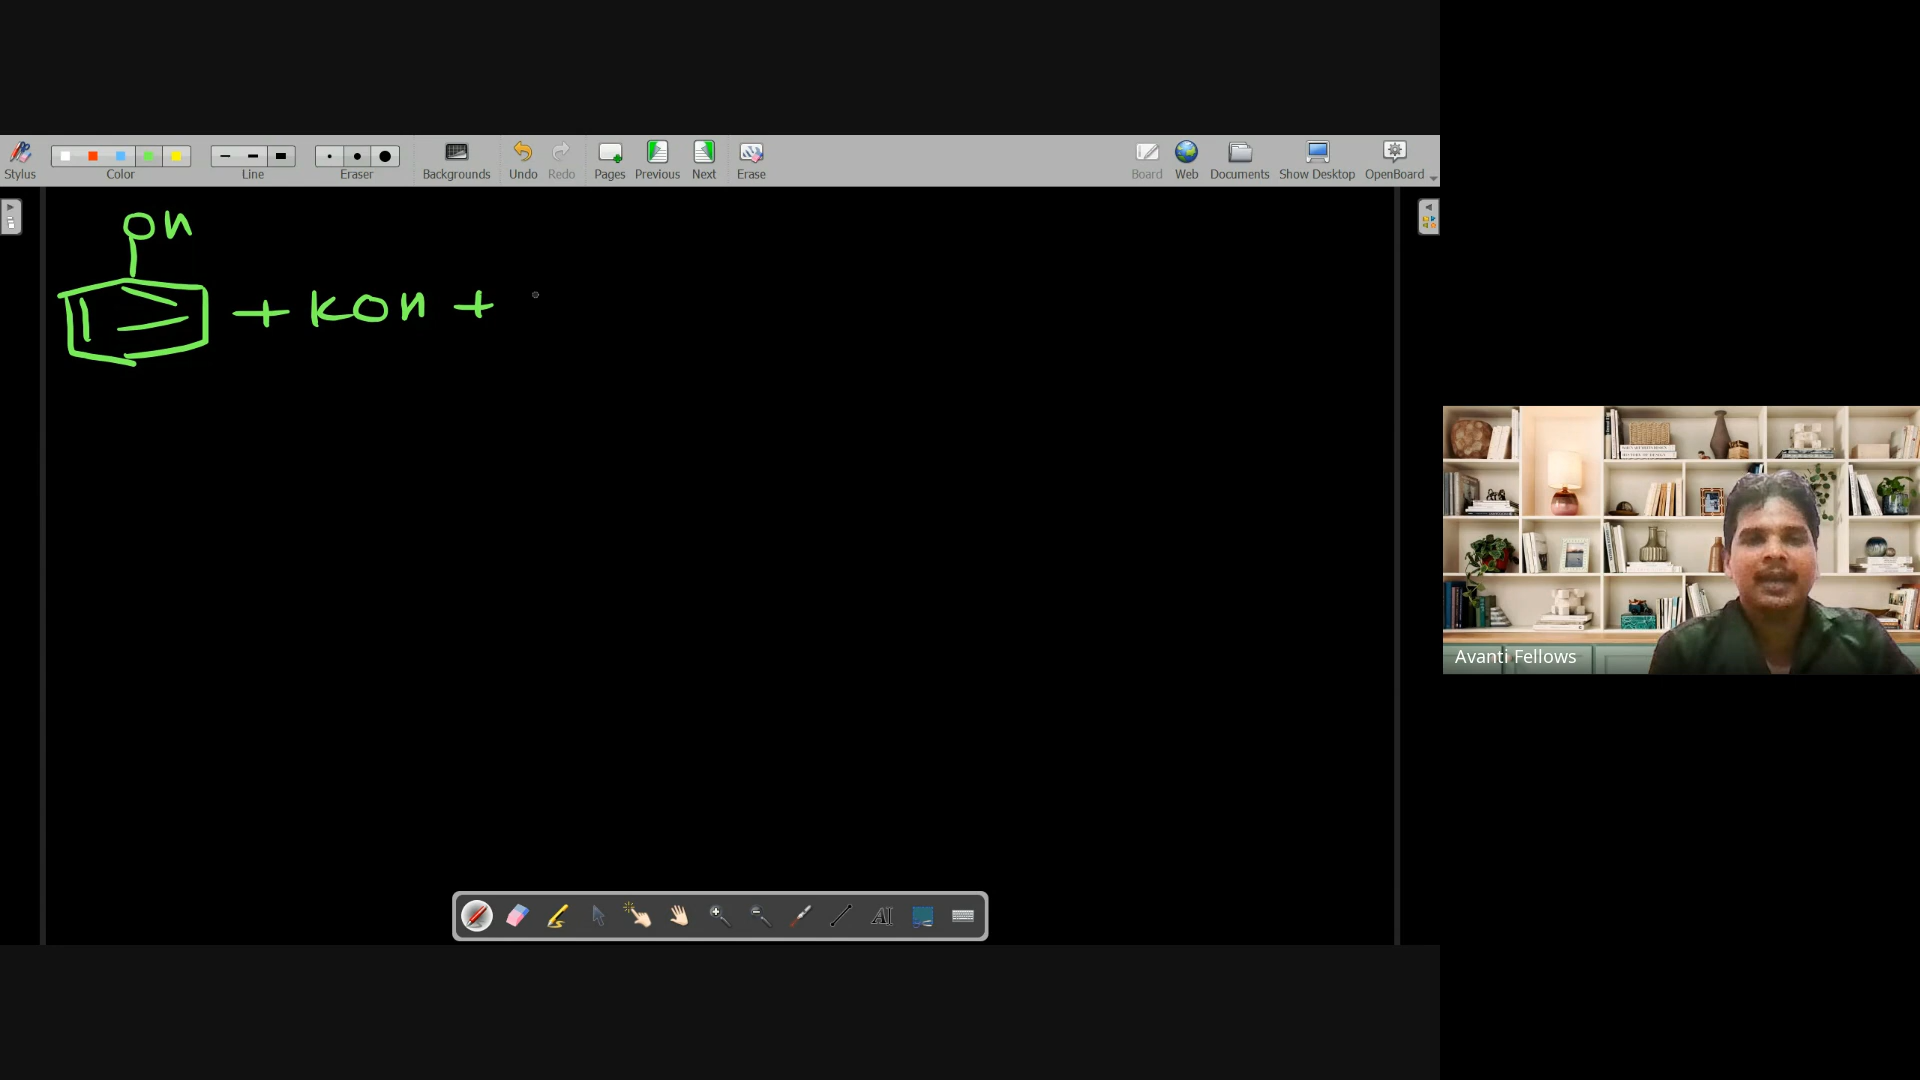 Stylus Color Line Eraser Backgrounds Undo Redo Pages Previous Next Erase Board Web Documents Show Desktop OpenBoard
OH
+ KOH +
AI
Avanti Fellows